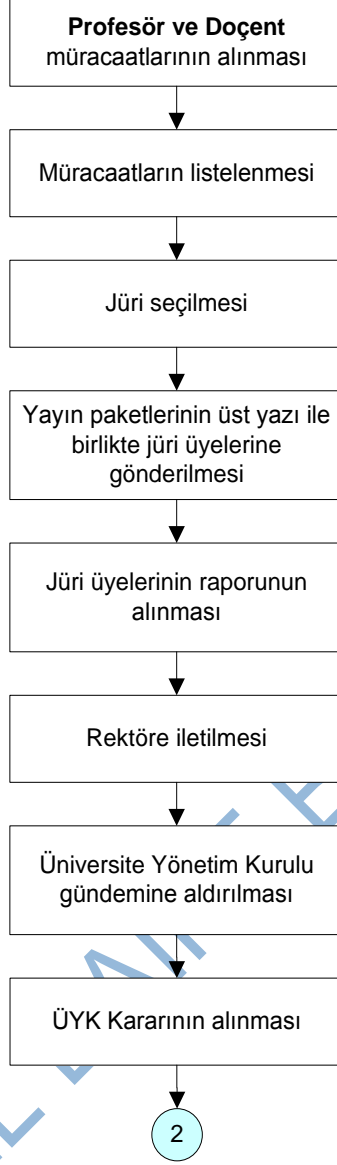 Profesör ve Doçent
müracaatlarının alınması
Müracaatların listelenmesi
Jüri seçilmesi
Yayın paketlerinin üst yazı ile
birlikte jüri üyelerine
gönderilmesi
Jüri üyelerinin raporunun
alınması
Rektöre iletilmesi
Üniversite Yönetim Kurulu
gündemine aldırılması
ÜYK Kararının alınması
2